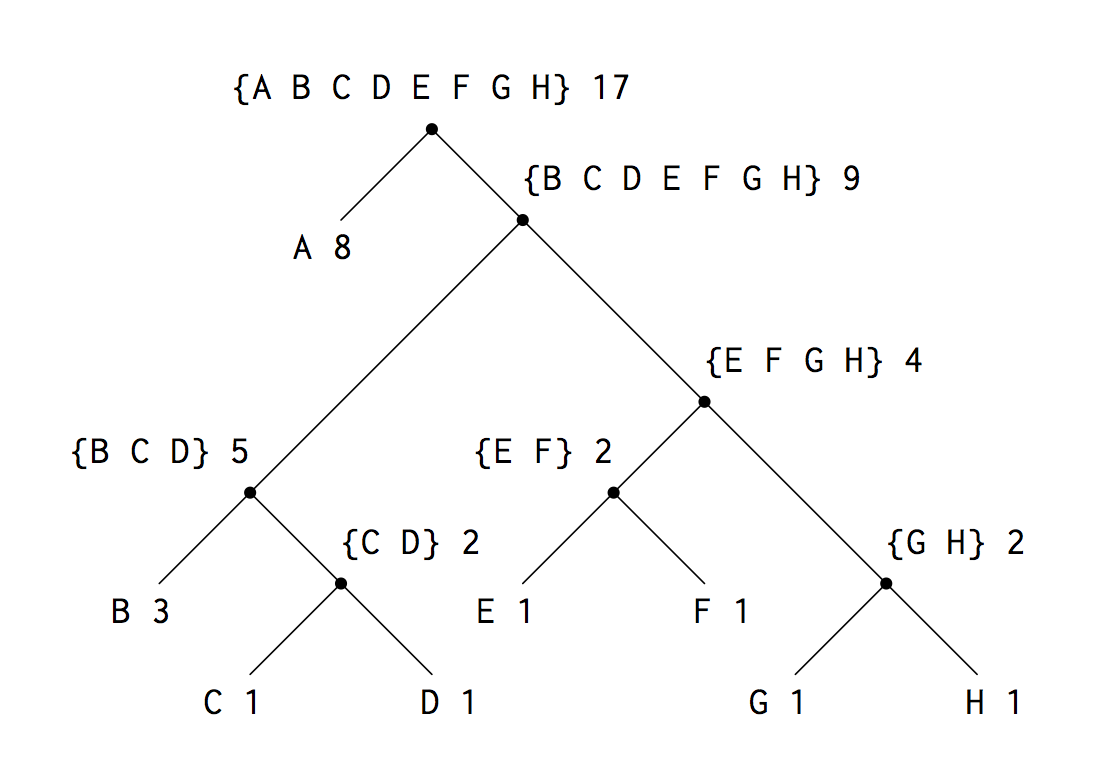 {A B C D E F G H} 17
{B C D E F G H} 9
A 8
{E F G H} 4
{B C D} 5
{E F} 2
{C D} 2
{G H} 2
B 3
E 1
F 1
C 1
D 1
G 1
H 1